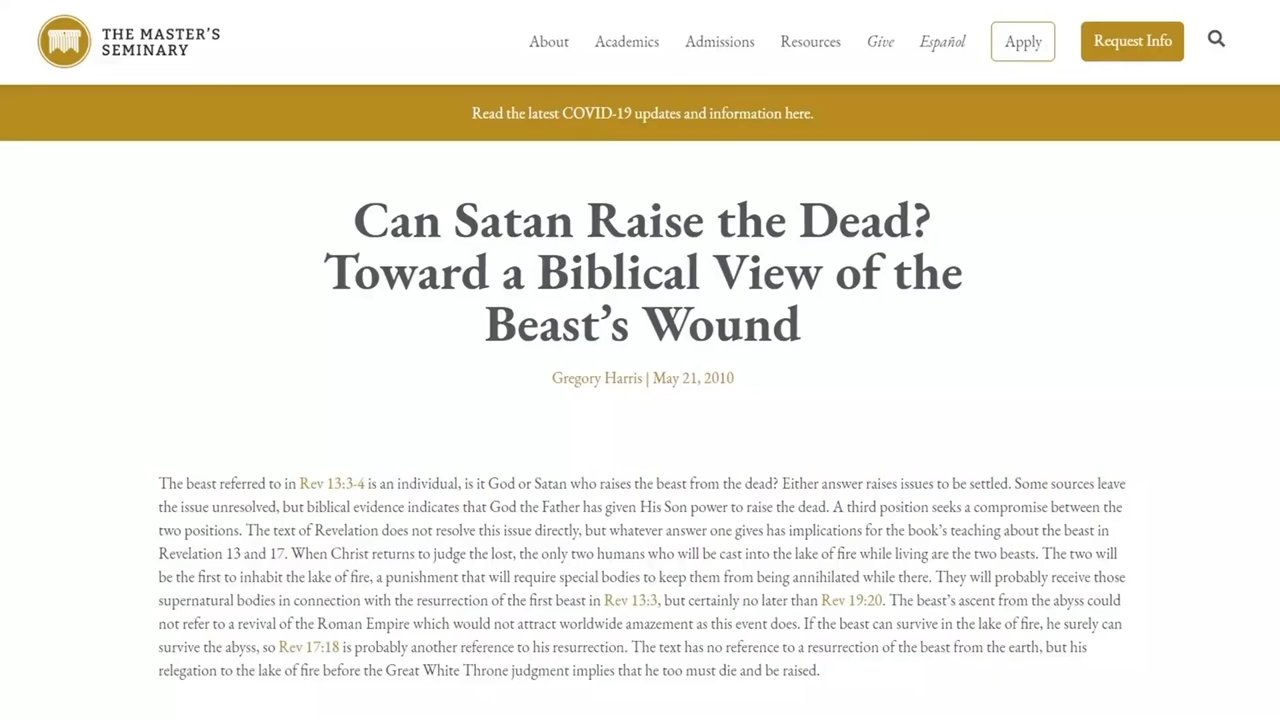 THE MASTER'S
SEMINARY
About Academics Admissions Resources Give Español Apply Request Info
Read the latest COVID-19 updates and information here.
Can Satan Raise the Dead?
Toward a Biblical View of the
Beast's Wound
Gregory Harris | May 21, 2010
The beast referred to in Rev 13:3-4 is an individual, is it God or Satan who raises the beast from the dead? Either answer raises issues to be settled. Some sources leave
the issue unresolved, but biblical evidence indicates that God the Father has given His Son power to raise the dead. A third position seeks a compromise between the
two positions. The text of Revelation does not resolve this issue directly, but whatever answer one gives has implications for the book's teaching about the beast in
Revelation 13 and 17. When Christ returns to judge the lost, the only two humans who will be cast into the lake of fire while living are the two beasts. The two will
be the first to inhabit the lake of fire, a punishment that will require special bodies to keep them from being annihilated while there. They will probably receive those
supernatural bodies in connection with the resurrection of the first beast in Rev 13:3, but certainly no later than Rev 19:20. The beast's ascent from the abyss could
not refer to a revival of the Roman Empire which would not attract worldwide amazement as this event does. If the beast can survive in the lake of fire, he surely can
survive the abyss, so Rev 17:18 is probably another reference to his resurrection. The text has no reference to a resurrection of the beast from the earth, but his
relegation to the lake of fire before the Great White Throne judgment implies that he too must die and be raised.